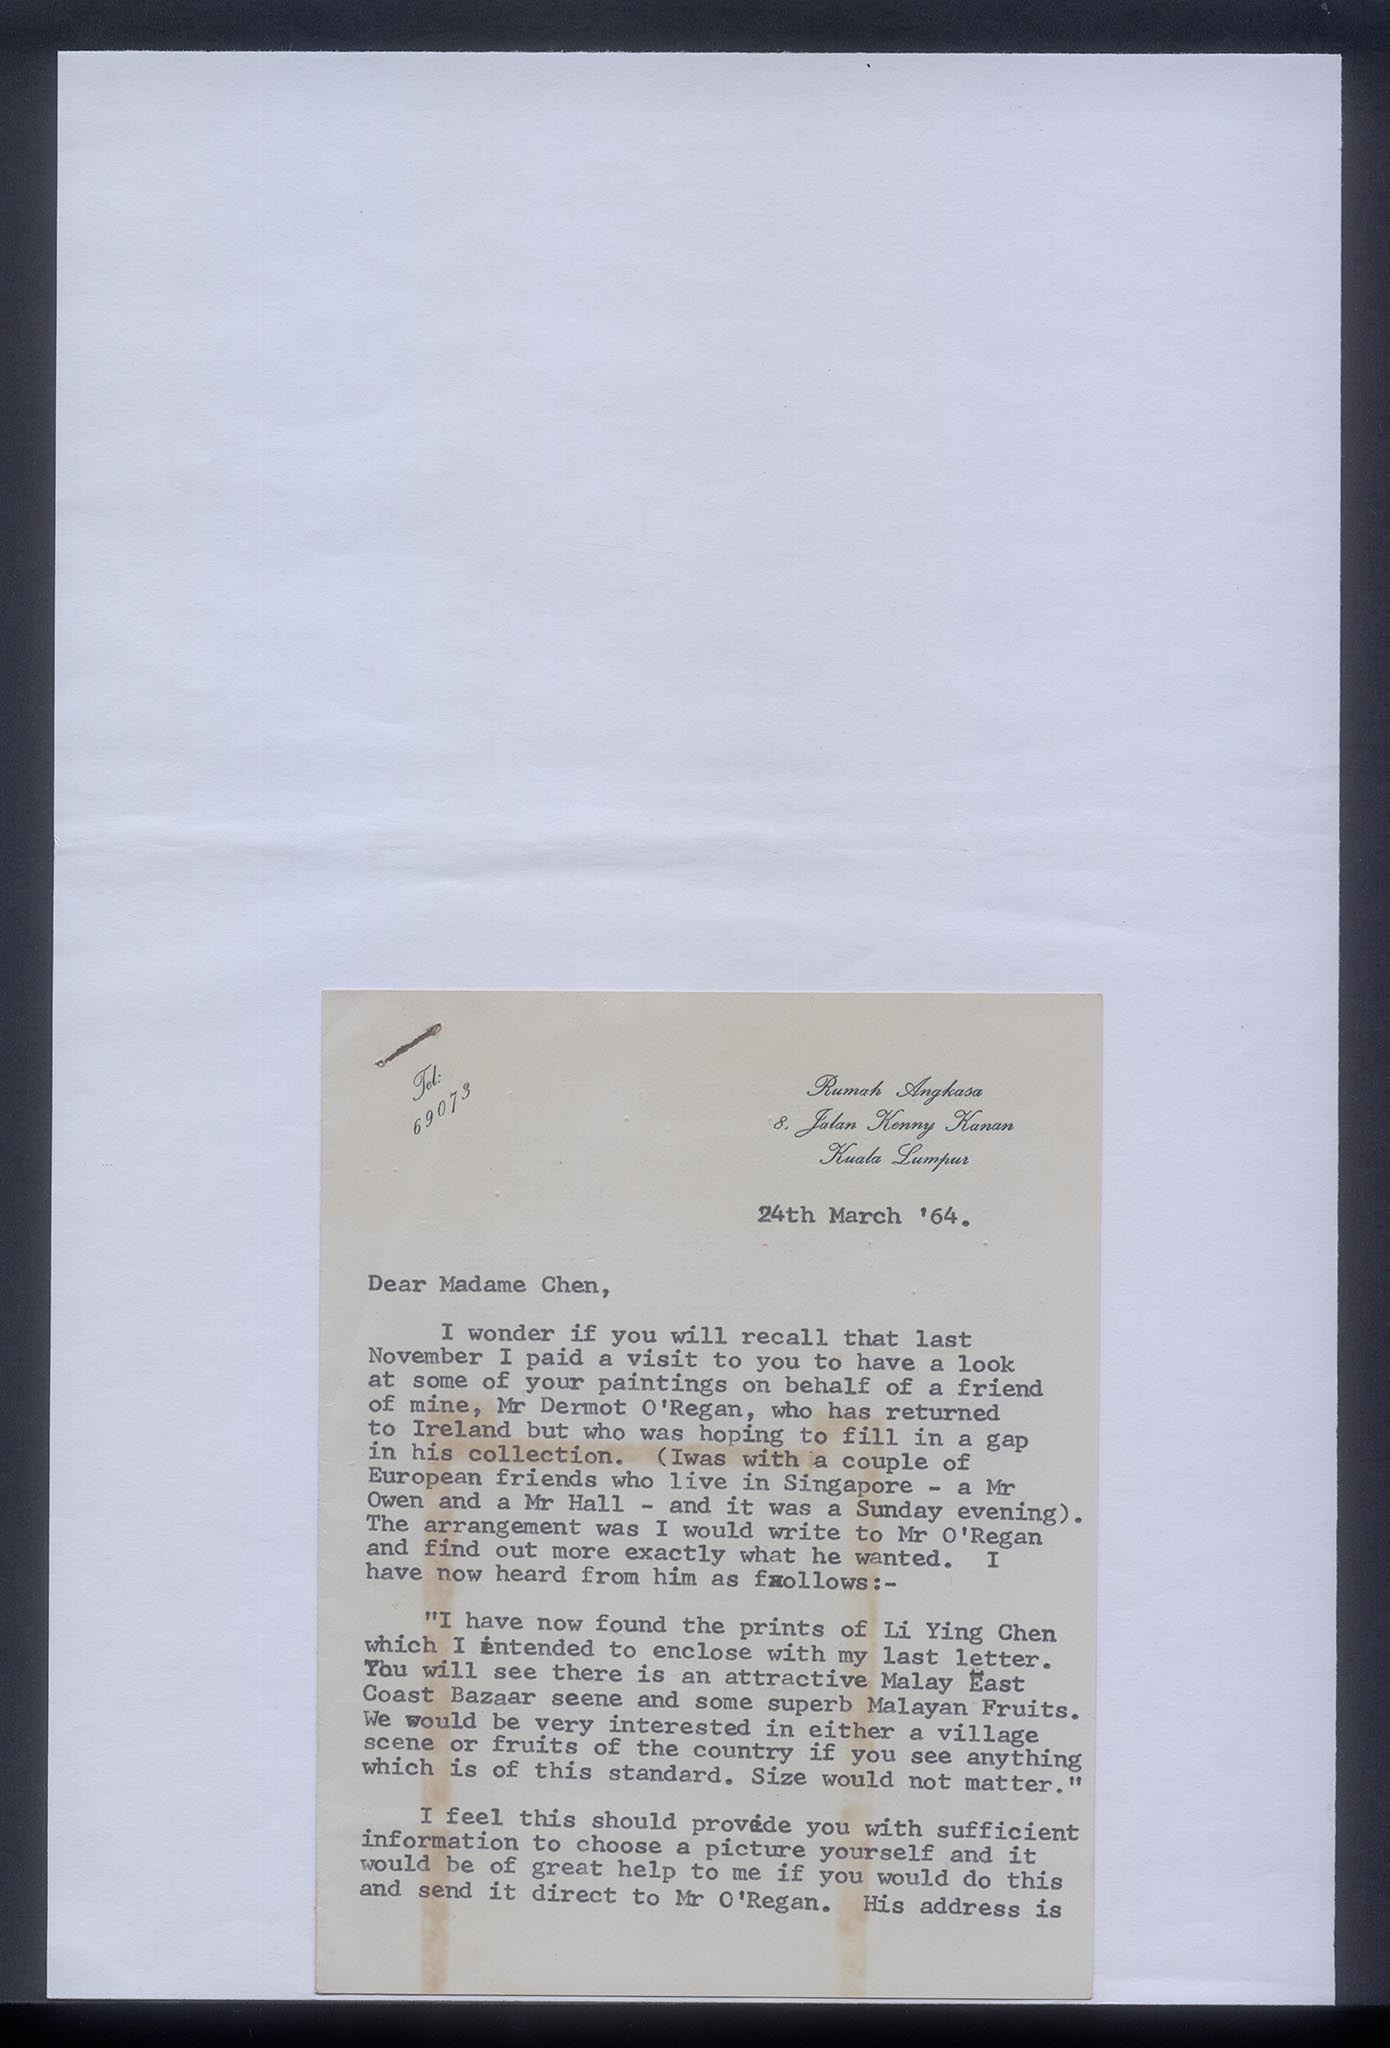 Tel:
69073
Rumah Angkasa
8. Jalan Kenny Kanan
Kuala Lumpur
24th March '64.
Dear Madame Chen,
I wonder if you will recall that last
November I paid a visit to you to have a look
at some of your paintings on behalf of a friend
of mine, Mr Dermot O'Regan, who has returned
to Ireland but who was hoping to fill in a gap
in his collection. (Iwas with a couple of
European friends who live in Singapore - a Mr
Owen and a Mr Hall - and it was a Sunday evening).
The arrangement was I would write to Mr O'Regan
and find out more exactly what he wanted. I
have now heard from him as fxollows:-
"I have now found the prints of Li Ying Chen
which I intended to enclose with my last letter.
You will see there is an attractive Malay East
Coast Bazaar seene and some superb Malayan Fruits.
We would be very interested in either a village
scene or fruits of the country if you see anything
which is of this standard. Size would not matter."
I feel this should provide you with sufficient
information to choose a picture yourself and it
would be of great help to me if you would do this
and send it direct to Mr O'Regan. His address is